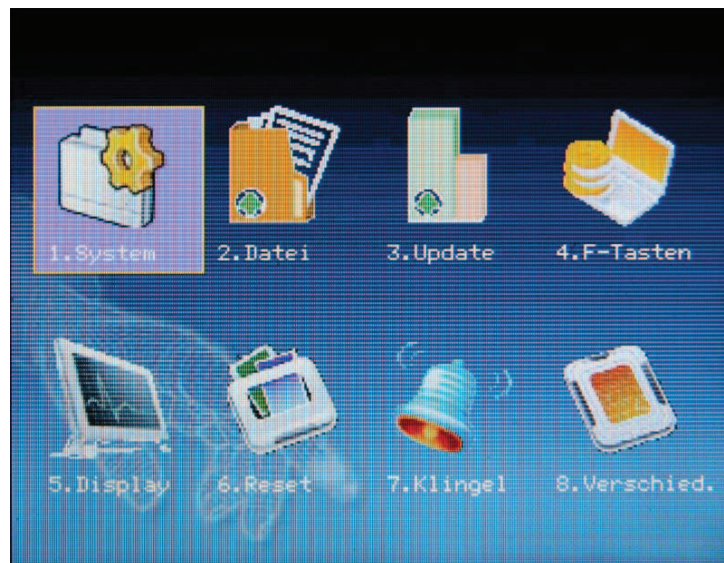 1.System
2.Datei
3.Update
4.F-Tasten
5.Display
6.Reset
7.Klingel
8.Verschied.